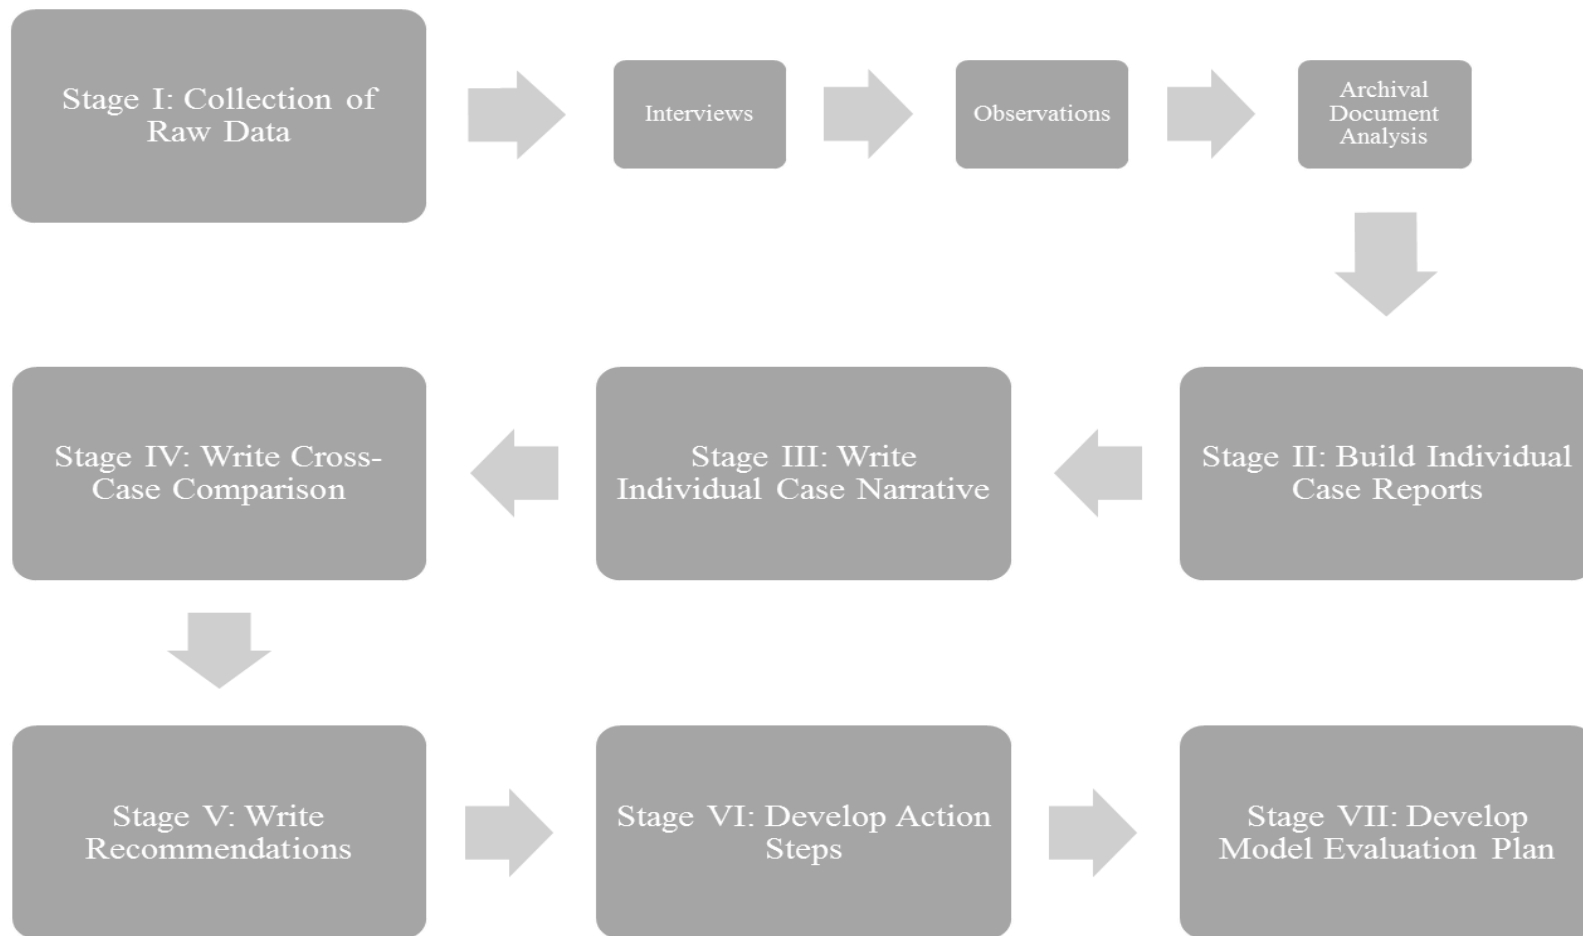 Stage I: Collection of
Raw Data
Interviews
Observations
Archival
Document
Analysis
Stage II: Build Individual
Case Reports
Stage III: Write
Individual Case Narrative
Stage IV: Write Cross-
Case Comparison
Stage V: Write
Recommendations
Stage VI: Develop Action
Steps
Stage VII: Develop
Model Evaluation Plan